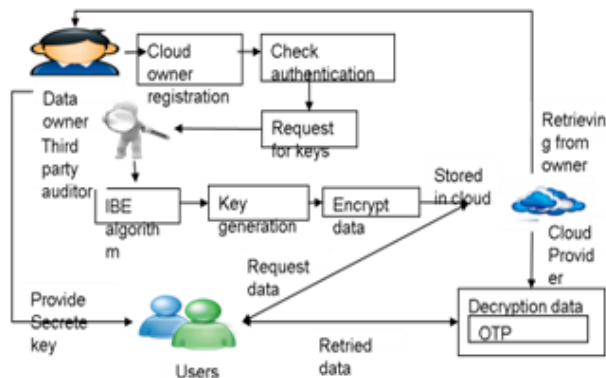 Cloud
owner
registration
Check
authentication
Data
owner
Third
party
auditor
Request
for keys
Retrievin
g from
owner
Stored
in cloud
IBE
algorith
m
Key
generation
Encrypt
data
Cloud
Provid
er
Request
data
Provide
Secrete
key
Users
Retried
data
Decryption data
OTP